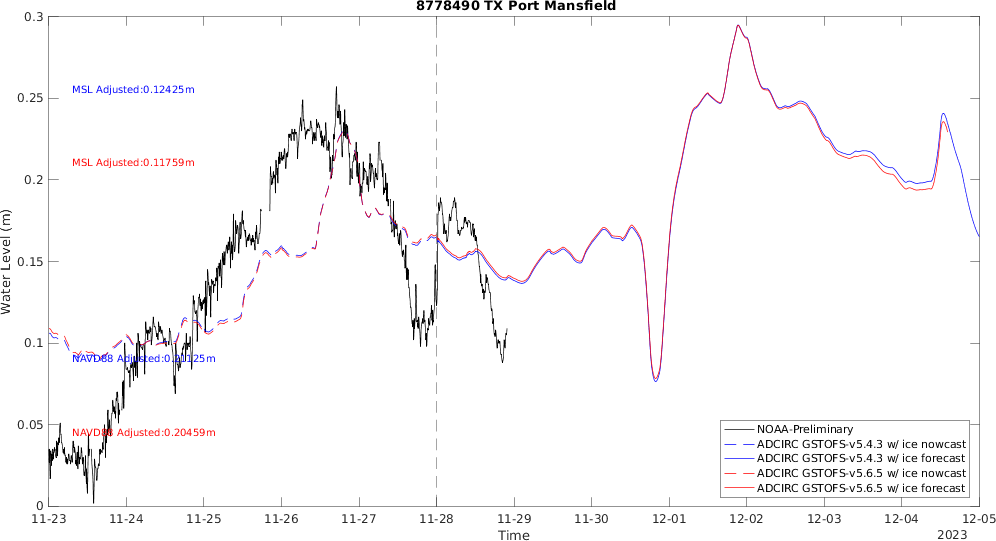 8778490 TX Port Mansfield
0.3
0.25
0.2
0.15
0.1
0.05
0
Water Level (m)
MSL Adjusted:0.12425m
MSL Adjusted:0.11759m
NAVD88 Adjusted:0.21125m
NAVD88 Adjusted:0.20459m
NOAA-Preliminary
ADCIRC GSTOFS-v5.4.3 w/ ice nowcast
ADCIRC GSTOFS-v5.4.3 w/ ice forecast
ADCIRC GSTOFS-v5.6.5 w/ ice nowcast
ADCIRC GSTOFS-v5.6.5 w/ ice forecast
11-23 11-24 11-25 11-26 11-27 11-28 11-29 11-30 12-01 12-02 12-03 12-04 12-05
Time
2023